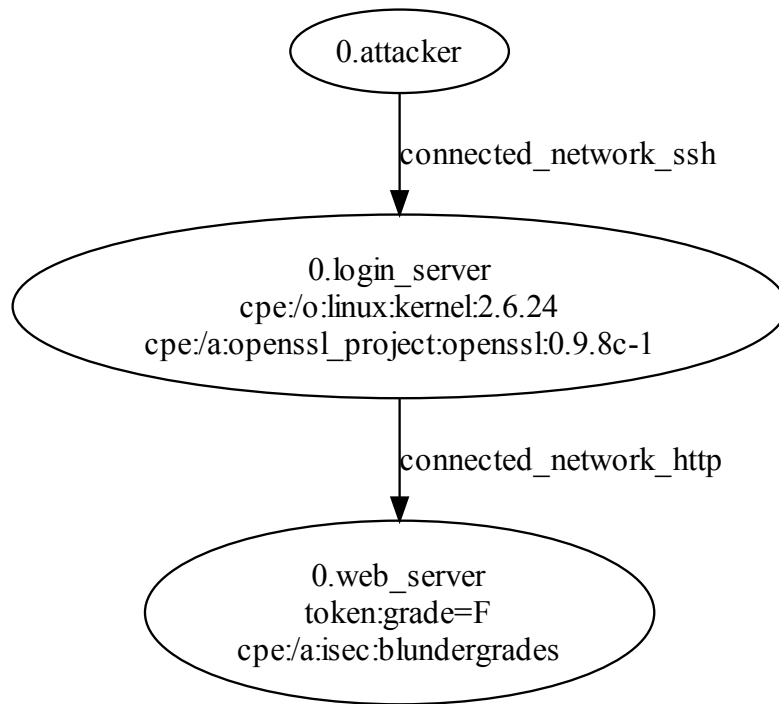 0.attacker
connected_network_ssh
0.login_server
cpe:/o:linux:kernel:2.6.24
cpe:/a:openssl_project:openssl:0.9.8c-1
connected_network_http
0.web_server
token:grade=F
cpe:/a:isec:blundergrades